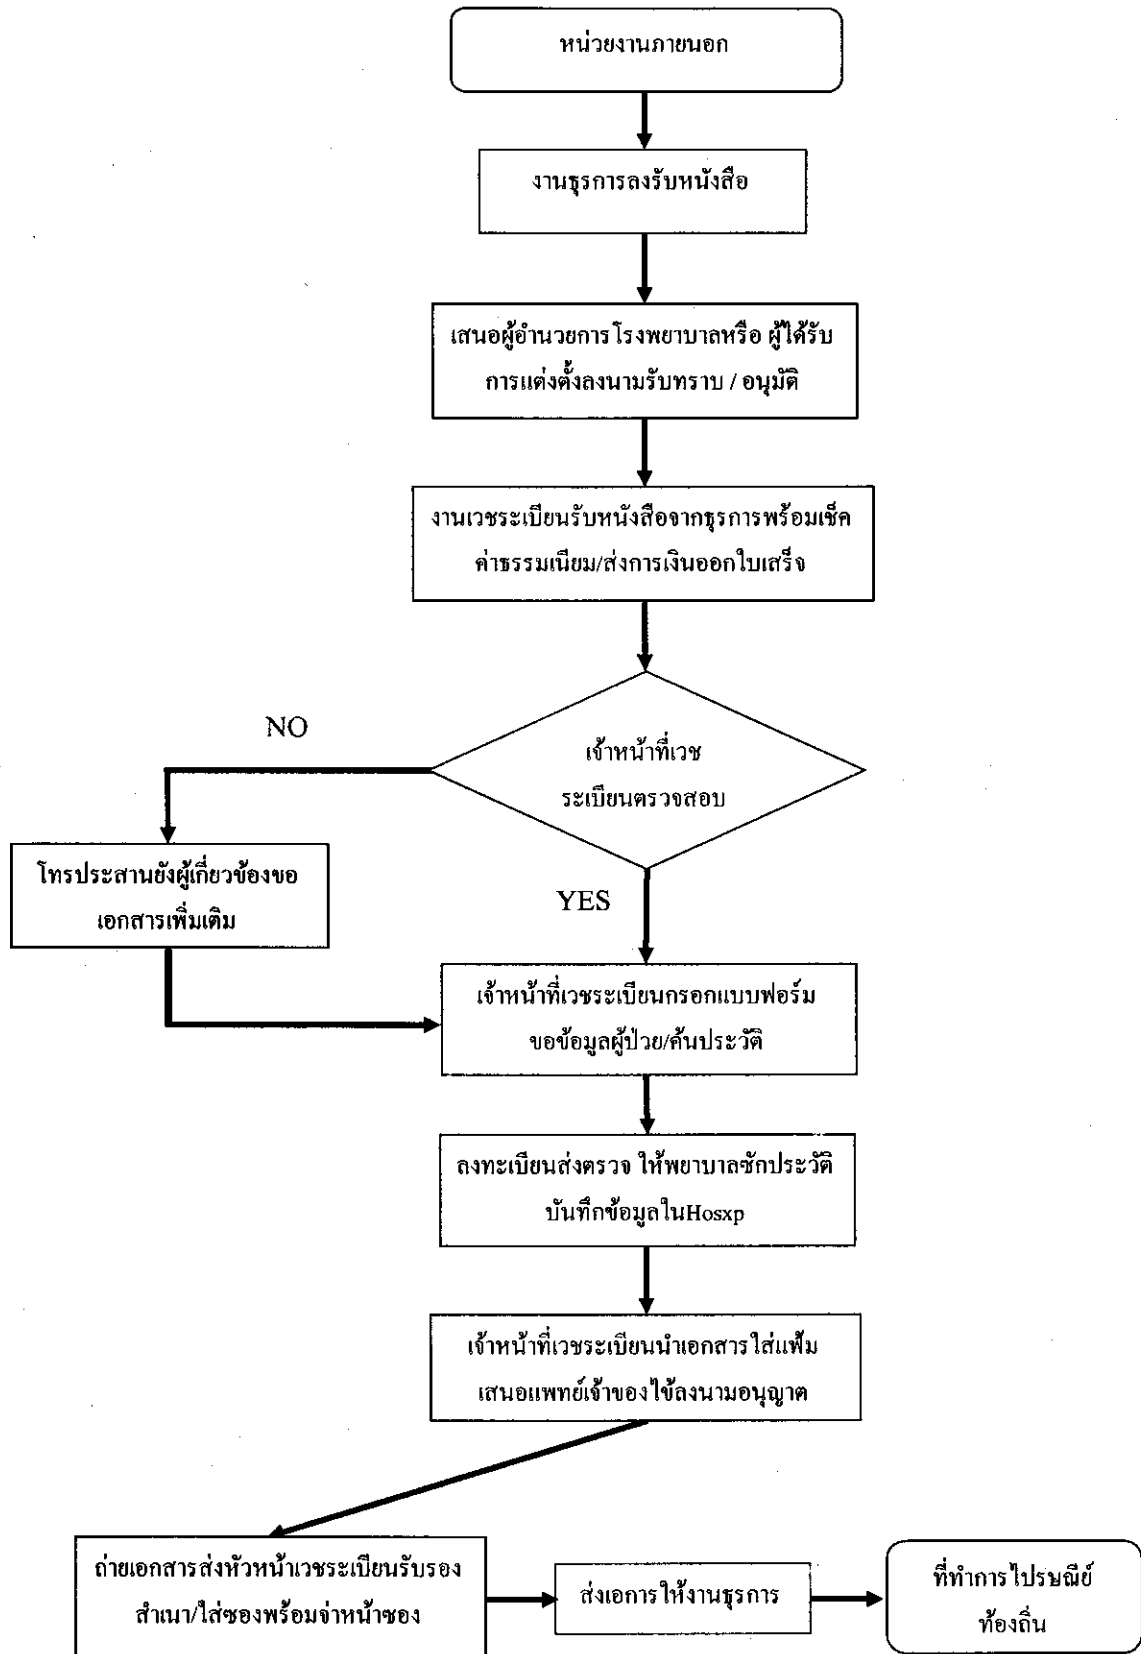 หน่วยงานภายนอก
งานธุรการลงรับหนังสือ
เสนอผู้อำนวยการโรงพยาบาลหรือ ผู้ได้รับ
การแต่งตั้งลงนามรับทราบ / อนุมัติ
งานเวชระเบียนรับหนังสือจากธุรการพร้อมเช็ค
ค่าธรรมเนียม/ส่งการเงินออกใบเสร็จ
NO
เจ้าหน้าที่เวช
ระเบียนตรวจสอบ
โทรประสานยังผู้เกี่ยวข้องขอ
เอกสารเพิ่มเติม
YES
เจ้าหน้าที่เวชระเบียนกรอกแบบฟอร์ม
ขอข้อมูลผู้ป่วย/ค้นประวัติ
ลงทะเบียนส่งตรวจ ให้พยาบาลซักประวัติ
บันทึกข้อมูลในHosxp
เจ้าหน้าที่เวชระเบียนนำเอกสารใส่แฟ้ม
เสนอแพทย์เจ้าของไข้ลงนามอนุญาต
ถ่ายเอกสารส่งหัวหน้าเวชระเบียนรับรอง
สำเนา/ใส่ซองพร้อมจ่าหน้าซอง
ส่งเอการให้งานธุรการ
ที่ทำการไปรษณีย์
ท้องถิ่น